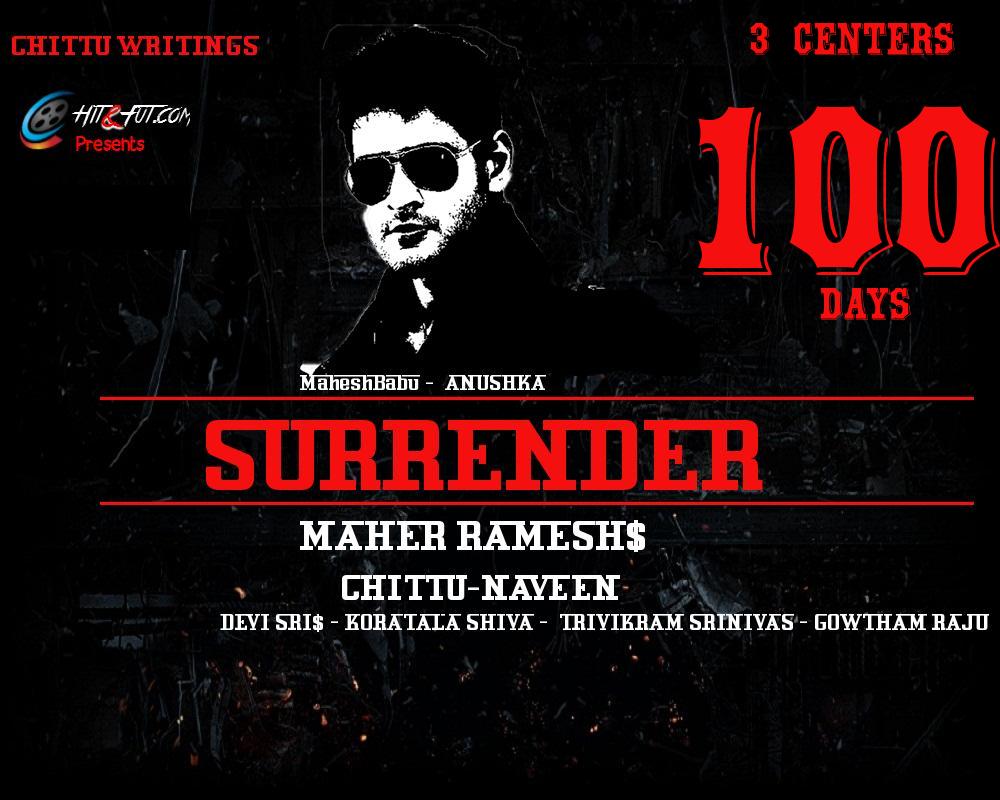 CHITTU WRITINGS
HIT&FUT.COM
Presents
3 CENTERS
100
DAYS
MaheshBabu - ANUSHKA
SURRENDER
MAHER RAMESH$
CHITTU-NAVEEN
DEVI SRI$ - KORATALA SHIVA - TRIVIKRAM SRINIVAS - GOWTHAM RAJU